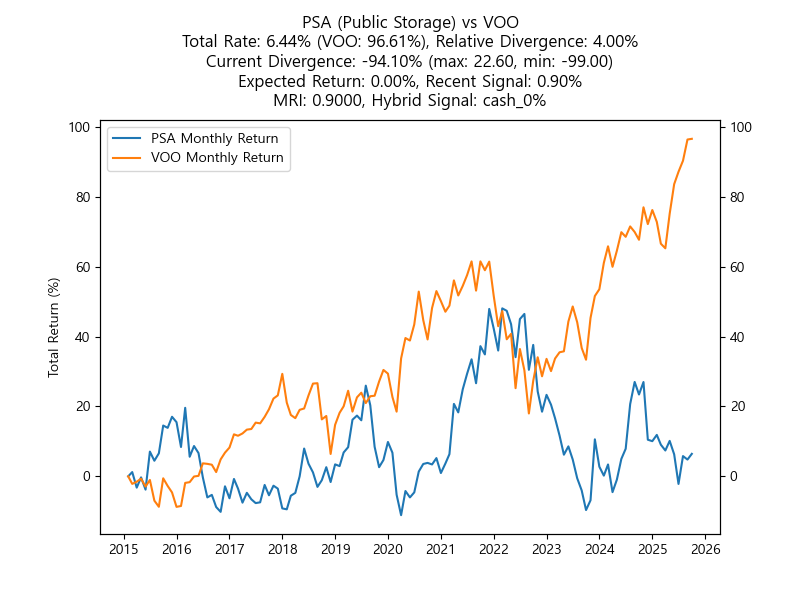 PSA (Public Storage) vs VOO
Total Rate: 6.44% (VOO: 96.61%), Relative Divergence: 4.00%
Current Divergence: -94.10% (max: 22.60, min: -99.00)
Expected Return: 0.00%, Recent Signal: 0.90%
MRI: 0.9000, Hybrid Signal: cash_0%
PSA Monthly Return
VOO Monthly Return
Total Return (%)
100
80
60
40
20
0
100
80
60
40
20
0
2015 2016 2017 2018 2019 2020 2021 2022 2023 2024 2025 2026